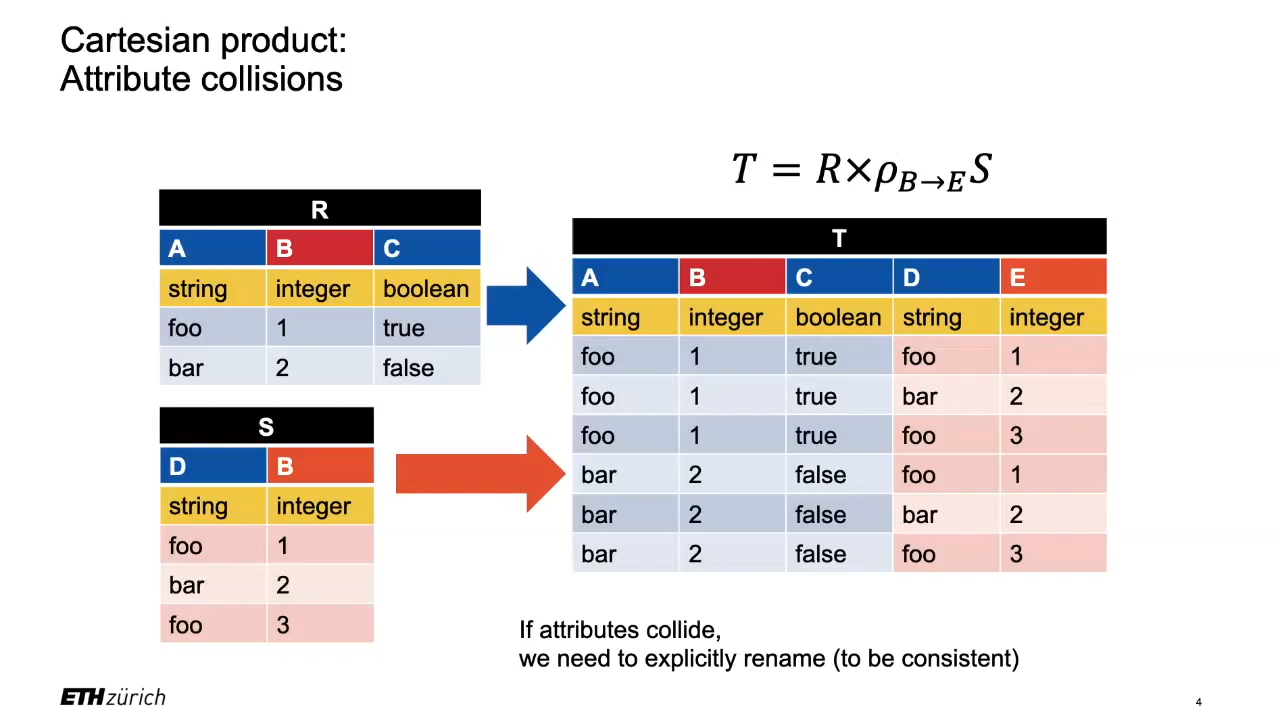 Cartesian product:
Attribute collisions
T = R×ρB→E S
R
A B C
string integer boolean
foo 1 true
bar 2 false
S
D B
string integer
foo 1
bar 2
foo 3
T
A B C D E
string integer boolean string integer
foo 1 true foo 1
foo 1 true bar 2
foo 1 true foo 3
bar 2 false foo 1
bar 2 false bar 2
bar 2 false foo 3
If attributes collide,
we need to explicitly rename (to be consistent)
ETH zürich
4